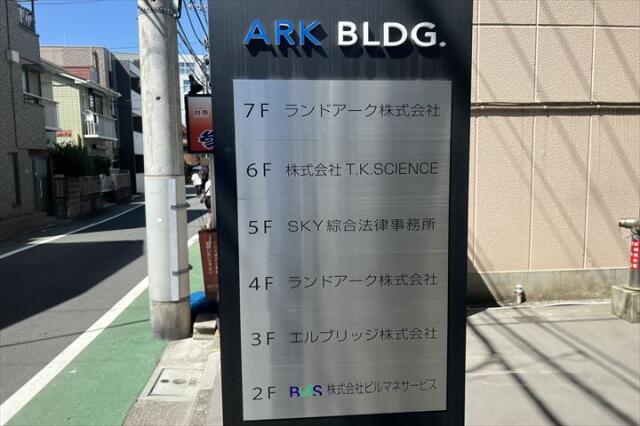 ARK BLDG.
7F ランドアーク株式会社
6F 株式会社 T.K.SCIENCE
5F SKY綜合法律事務所
4F ランドアーク株式会社
3F エルブリッジ株式会社
2F BMS 株式会社ビルマネサービス